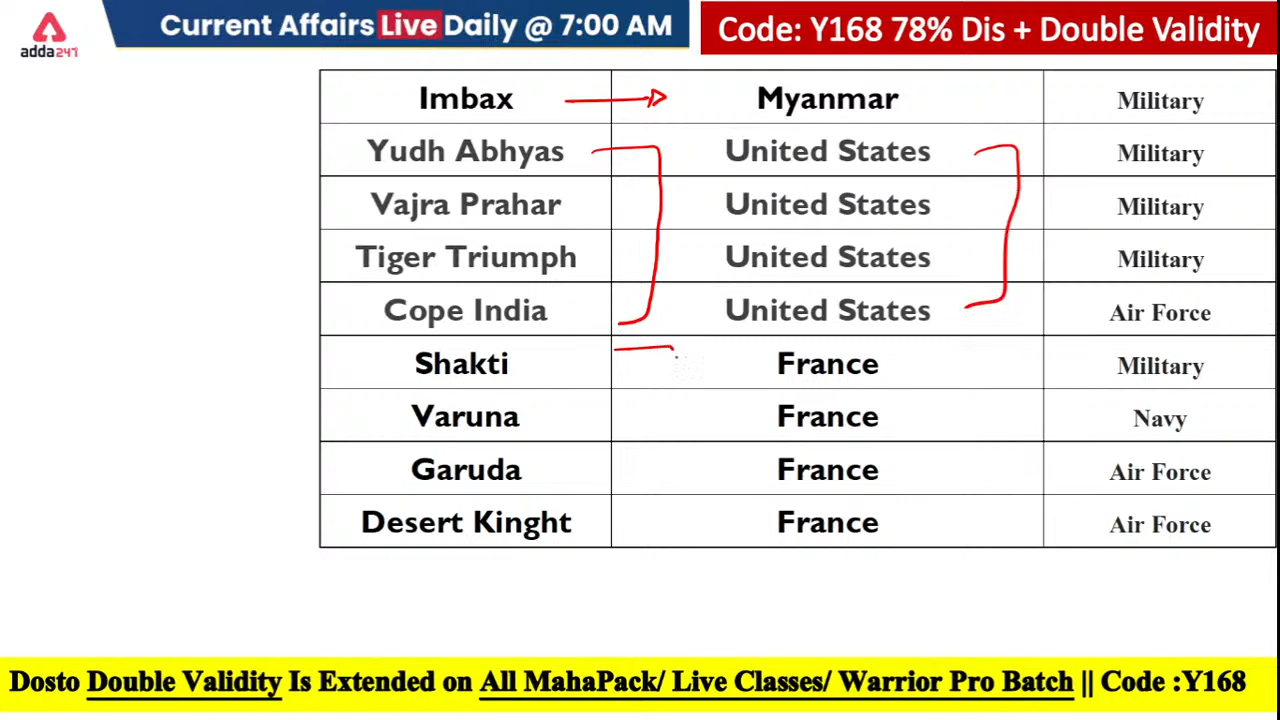 adda247
Current Affairs Live Daily @ 7:00 AM
Code: Y168 78% Dis + Double Validity
Imbax Myanmar Military
Yudh Abhyas United States Military
Vajra Prahar United States Military
Tiger Triumph United States Military
Cope India United States Air Force
Shakti France Military
Varuna France Navy
Garuda France Air Force
Desert Kinght France Air Force
Dosto Double Validity Is Extended on All MahaPack/ Live Classes/ Warrior Pro Batch || Code :Y168